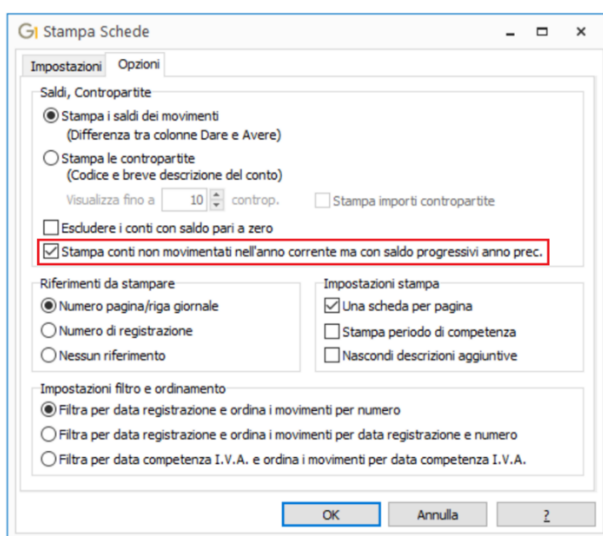 GI Stampa Schede
Impostazioni Opzioni
Saldi, Contropartite
Stampa i saldi dei movimenti
(Differenza tra colonne Dare e Avere)
Stampa le contropartite
(Codice e breve descrizione del conto)
Visualizza fino a 10 controp. Stampa importi contropartite
Escludere i conti con saldo pari a zero
Stampa conti non movimentati nell'anno corrente ma con saldo progressivi anno prec.
Riferimenti da stampare
Numero pagina/riga giornale
Numero di registrazione
Nessun riferimento
Impostazioni stampa
Una scheda per pagina
Stampa periodo di competenza
Nascondi descrizioni aggiuntive
Impostazioni filtro e ordinamento
Filtra per data registrazione e ordina i movimenti per numero
Filtra per data registrazione e ordina i movimenti per data registrazione e numero
Filtra per data competenza I.V.A. e ordina i movimenti per data competenza I.V.A.
OK Annulla ?